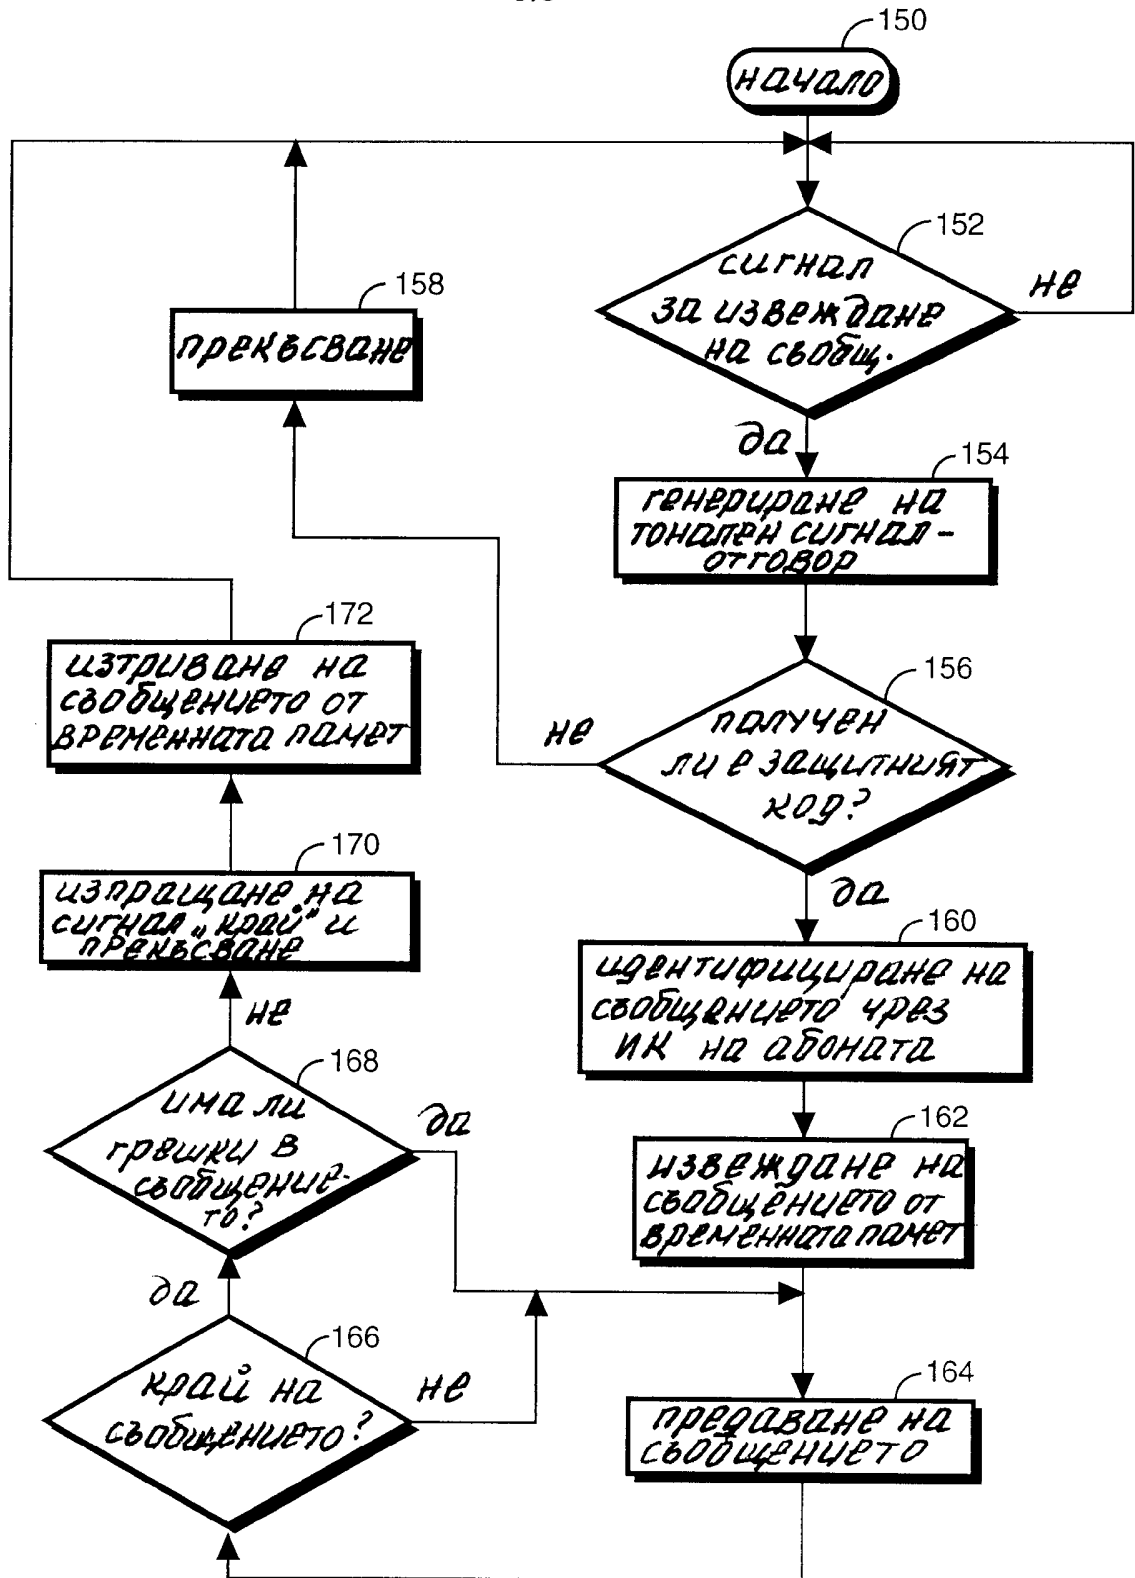 150
начало
152
сигнал
за извеждане
на съобщ.
не
да
158
прекъсване
154
генериране на
тонален сигнал -
отговор
156
получен
ли е защитният
код?
не
да
172
изтриване на
съобщението от
временната памет
170
изпращане на
сигнал „край" и
прекъсване
не
160
идентифициране на
съобщението чрез
ИК на абоната
168
има ли
грешки в
съобщение-
то?
да
162
извеждане на
съобщението от
временната памет
да
166
край на
съобщението?
не
164
предаване на
съобщението